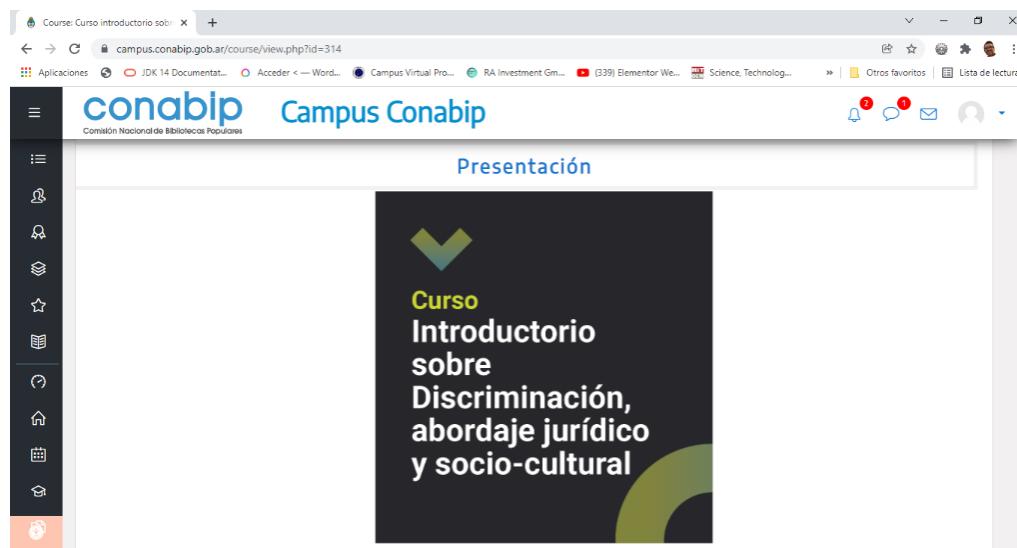 Course: Curso introductorio sobr
campus.conabip.gob.ar/course/view.php?id=314
Aplicaciones
JDK 14 Documentat...
Acceder < — Word...
Campus Virtual Pro...
RA Investment Gm...
(339) Elementor We...
Science, Technolog...
»
Otros favoritos
Lista de lectura
conabip
Comisión Nacional de Bibliotecas Populares
Campus Conabip
2
1
Presentación
Curso
Introductorio
sobre
Discriminación,
abordaje jurídico
y socio-cultural